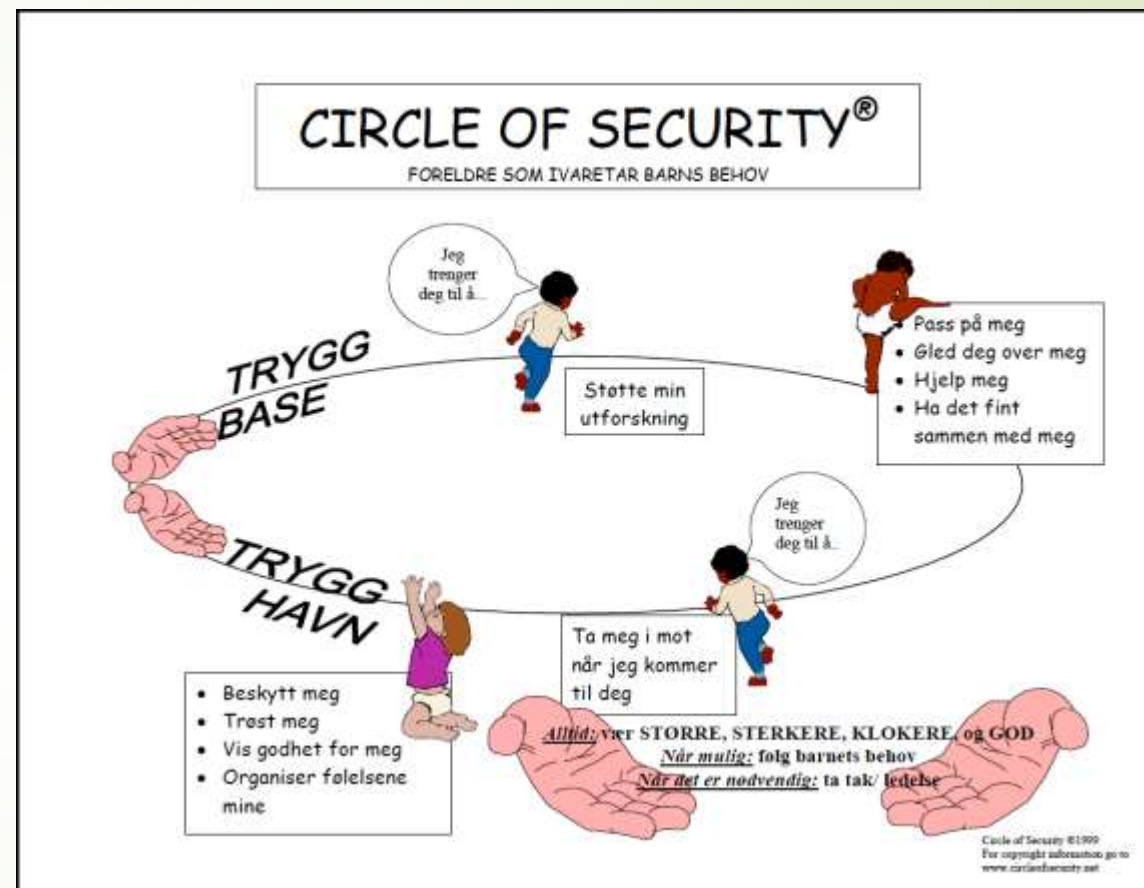 CIRCLE OF SECURITY®
FORELDRE SOM IVARETAR BARNS BEHOV
Jeg
trenger
deg til å...
TRYGG
BASE
Støtte min
utforskning
• Pass på meg
• Gled deg over meg
• Hjelp meg
• Ha det fint
sammen med meg
Jeg
trenger
deg til å..
TRYGG
HAVN
Ta meg i mot
når jeg kommer
til deg
• Beskytt meg
• Trøst meg
• Vis godhet for meg
• Organiser følelsene
mine
Alltid: vær STØRRE, STERKERE, KLOKERE, og GOD
Når mulig: følg barnets behov
Når det er nødvendig: ta tak/ ledelse
Circle of Security ©1999
For copyright information go to
www.circleofsecurity.net